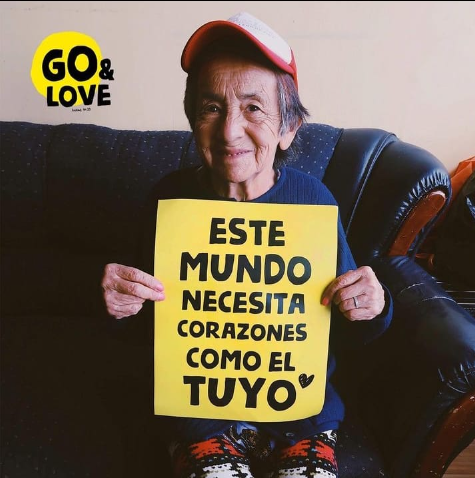 GO&
LOVE
ESTE
MUNDO
NECESITA
CORAZONES
COMO EL
TUYO